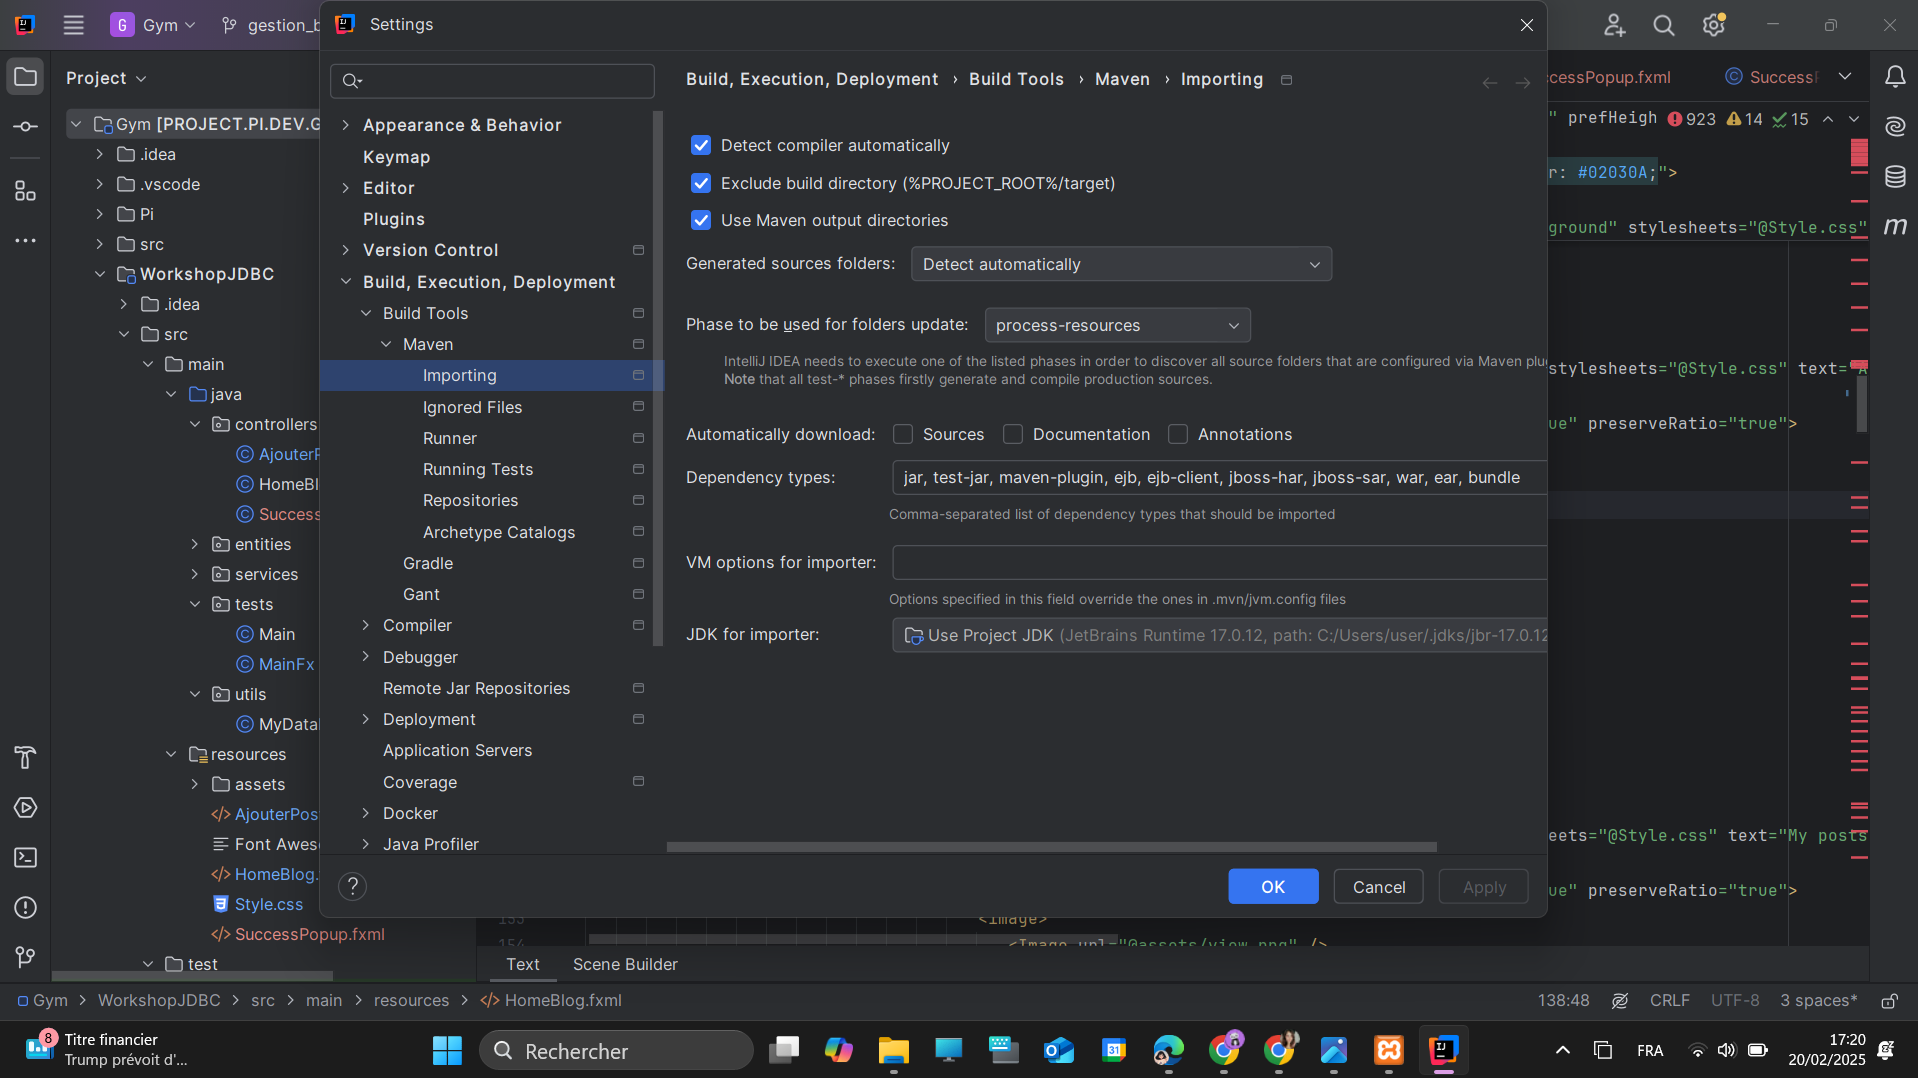 G Gym
gestion_b
Settings
Project
Gym [PROJECT.PI.DEV.G
.idea
.vscode
Pi
src
WorkshopJDBC
.idea
src
main
java
controllers
AjouterP
HomeBl
Success
entities
services
tests
Main
MainFx
utils
MyData
resources
assets
AjouterPos
Font Awes
HomeBlog.
Style.css
SuccessPopup.fxml
test
Appearance & Behavior
Keymap
Editor
Plugins
Version Control
Build, Execution, Deployment
Build Tools
Maven
Importing
Ignored Files
Runner
Running Tests
Repositories
Archetype Catalogs
Gradle
Gant
Compiler
Debugger
Remote Jar Repositories
Deployment
Application Servers
Coverage
Docker
Java Profiler
Build, Execution, Deployment › Build Tools › Maven › Importing
Detect compiler automatically
Exclude build directory (%PROJECT_ROOT%/target)
Use Maven output directories
Generated sources folders: Detect automatically
Phase to be used for folders update: process-resources
IntelliJ IDEA needs to execute one of the listed phases in order to discover all source folders that are configured via Maven plu
Note that all test-* phases firstly generate and compile production sources.
Automatically download: Sources Documentation Annotations
Dependency types: jar, test-jar, maven-plugin, ejb, ejb-client, jboss-har, jboss-sar, war, ear, bundle
Comma-separated list of dependency types that should be imported
VM options for importer:
Options specified in this field override the ones in .mvn/jvm.config files
JDK for importer: Use Project JDK (JetBrains Runtime 17.0.12, path: C:/Users/user/.jdks/jbr-17.0.12
? OK Cancel Apply
ccessPopup.fxml SuccessP
" prefHeigh 923 14 15
r: #02030A;">
ground" stylesheets="@Style.css"
stylesheets="@Style.css" text="A
ue" preserveRatio="true">
eets="@Style.css" text="My posts
ue" preserveRatio="true">
153 <image>
154 <Image url="@assets/view.png" />
Text Scene Builder
Gym > WorkshopJDBC > src > main > resources > HomeBlog.fxml
138:48 CRLF UTF-8 3 spaces*
8 Titre financier
Trump prévoit d'...
Rechercher
31
FRA
17:20
20/02/2025